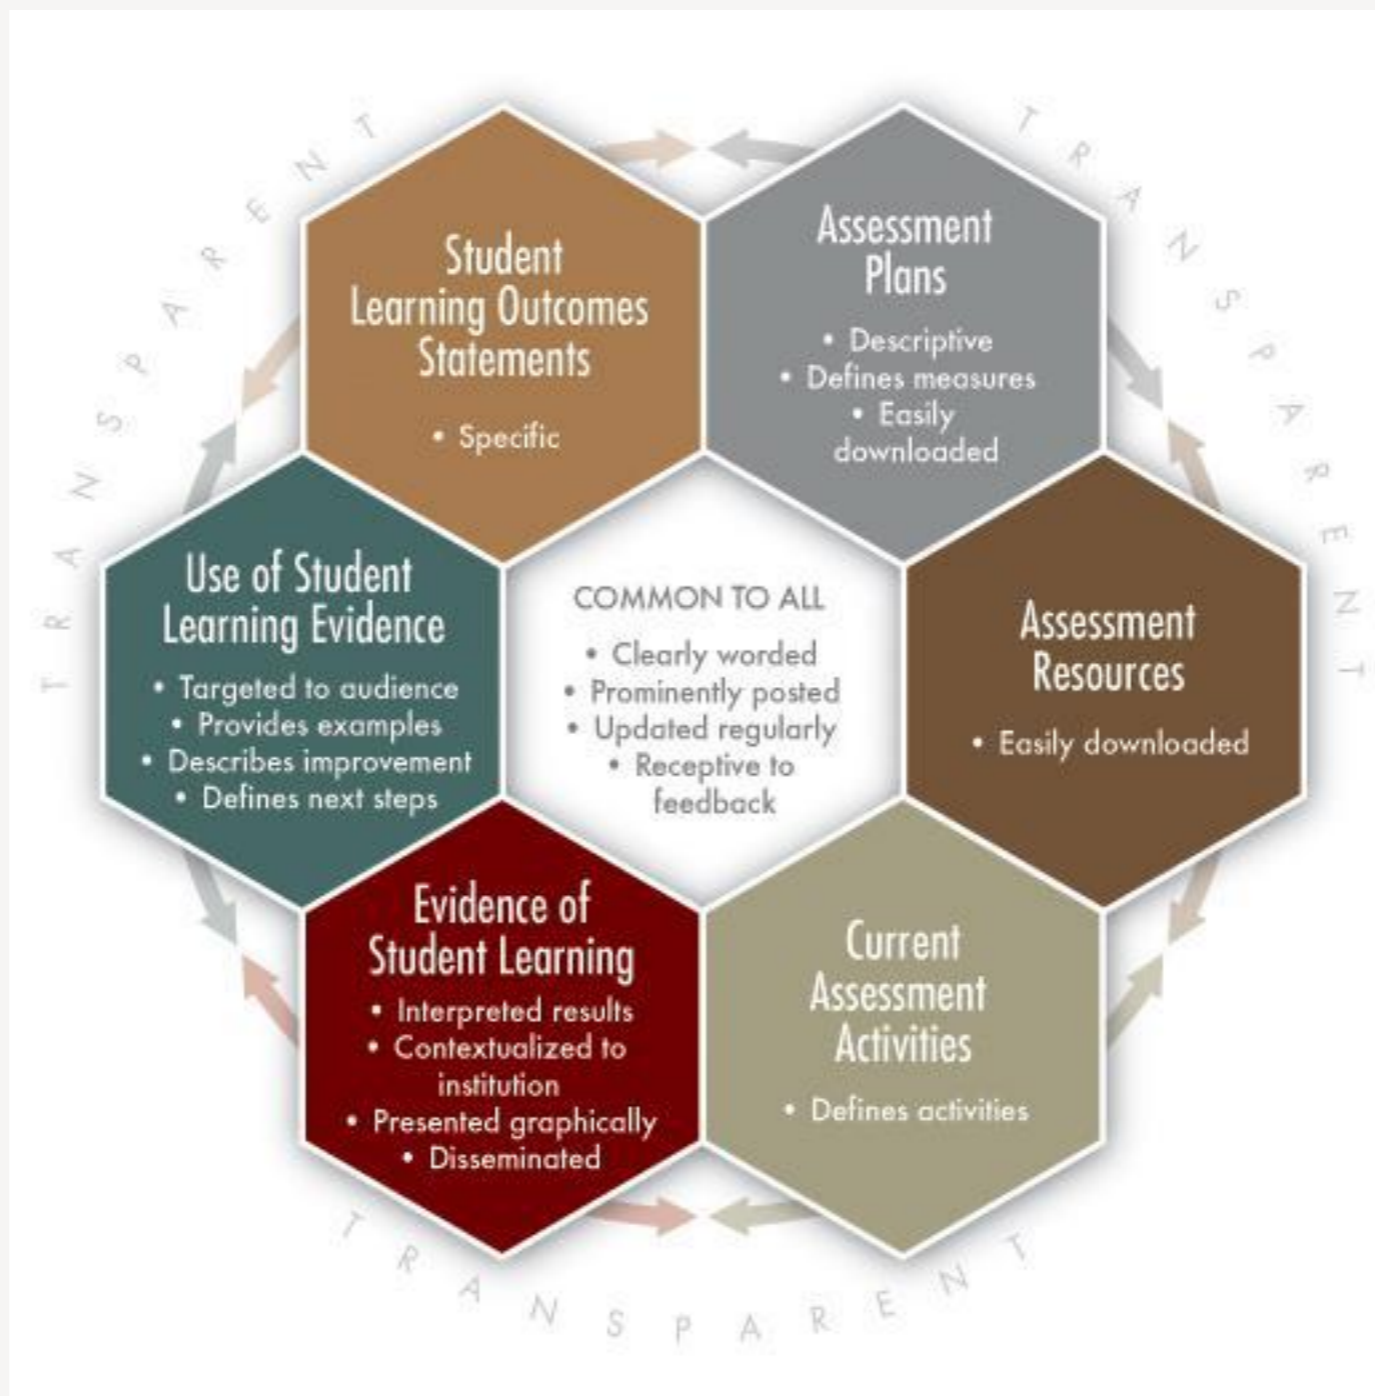 TRANSPARENT
TRANSPARENT
Student
Learning Outcomes
Statements
• Specific
Assessment
Plans
• Descriptive
• Defines measures
• Easily
downloaded
Use of Student
Learning Evidence
• Targeted to audience
• Provides examples
• Describes improvement
• Defines next steps
COMMON TO ALL
• Clearly worded
• Prominently posted
• Updated regularly
• Receptive to
feedback
Assessment
Resources
• Easily downloaded
Evidence of
Student Learning
• Interpreted results
• Contextualized to
institution
• Presented graphically
• Disseminated
Current
Assessment
Activities
• Defines activities
TRANSPARENT